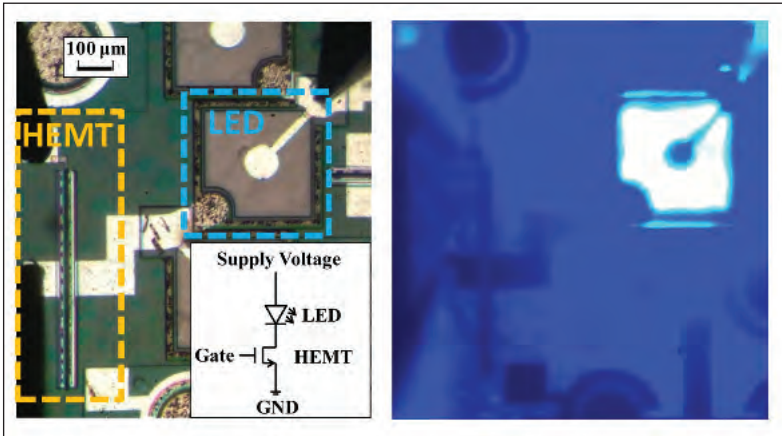 100 μm
HEMT
LED
Supply Voltage
LED
Gate
HEMT
GND